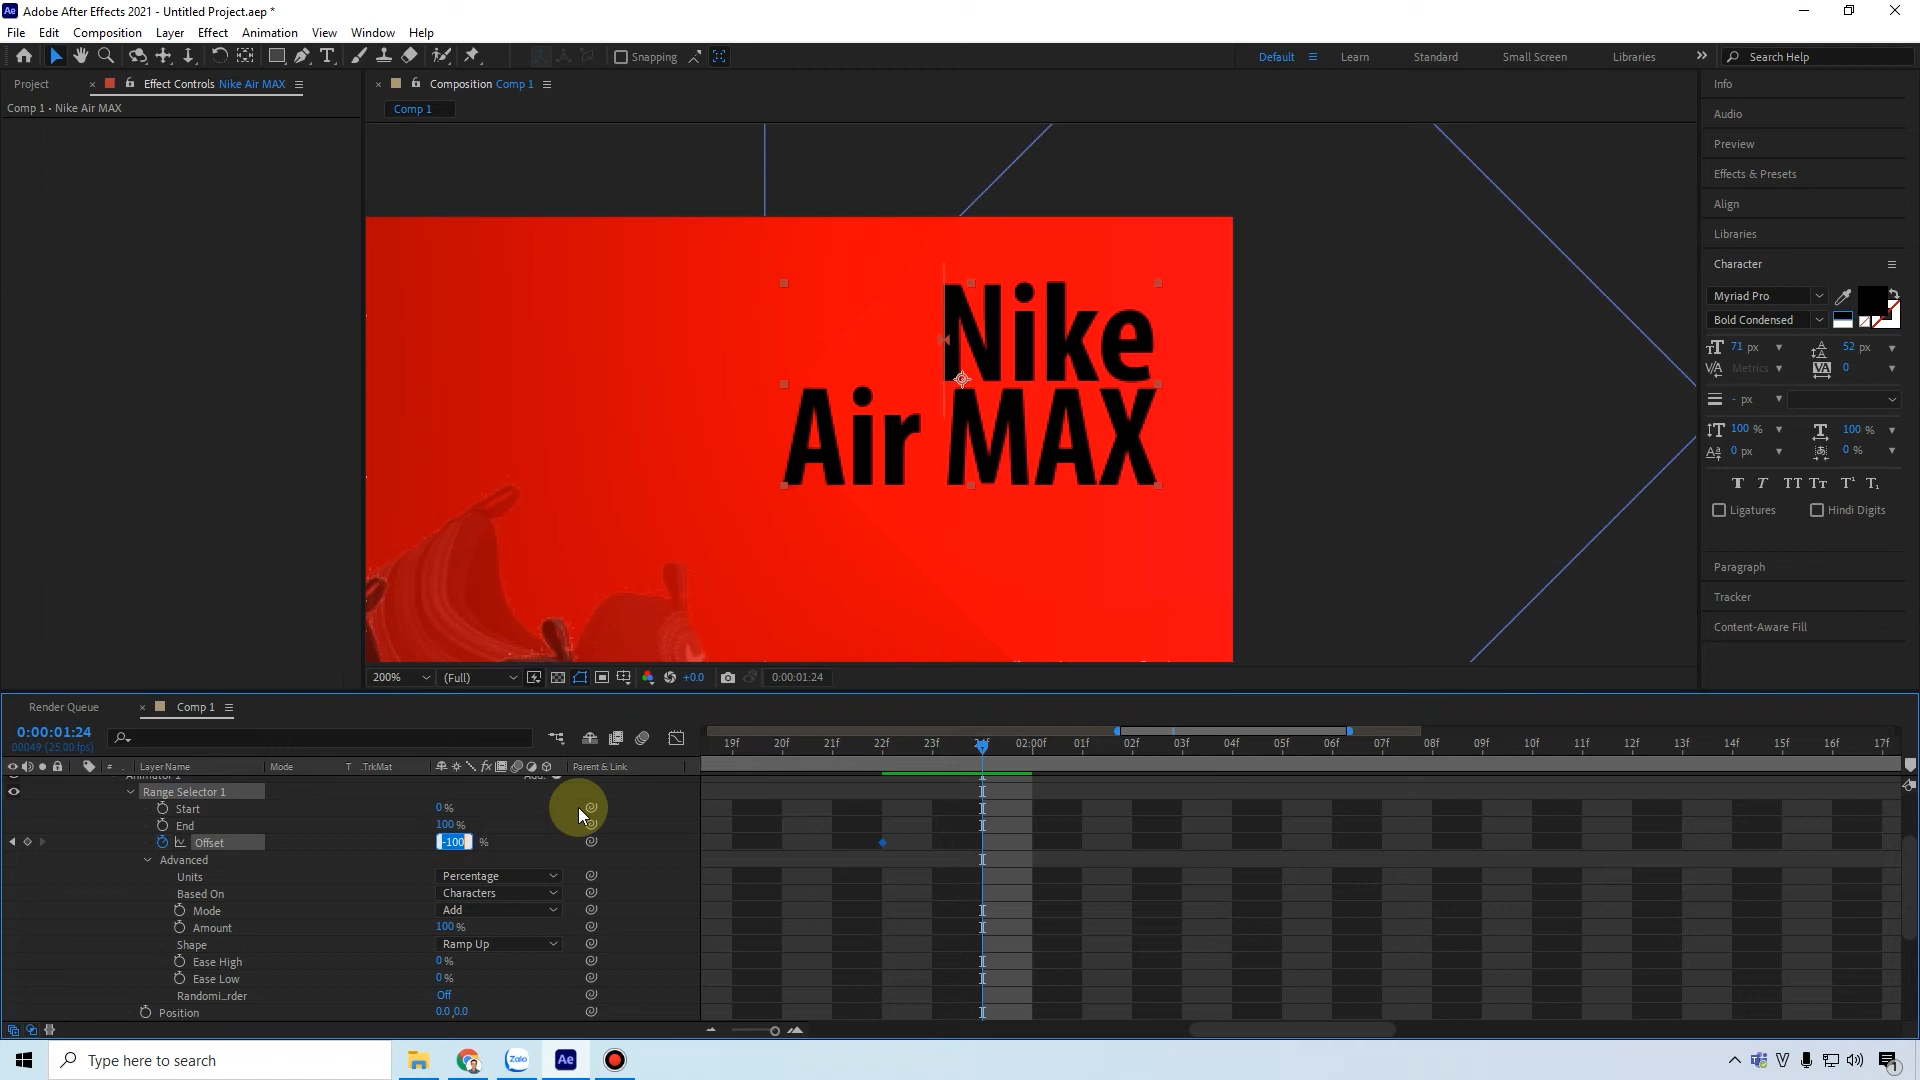 Adobe After Effects 2021 - Untitled Project.aep *
File Edit Composition Layer Effect Animation View Window Help
Snapping Default Learn Standard Small Screen Libraries Search Help
Project Effect Controls Nike Air MAX Composition Comp 1
Comp 1 • Nike Air MAX
Comp 1
Nike
Air MAX
200% (Full) +0.0 0:00:01:24
Info
Audio
Preview
Effects & Presets
Align
Libraries
Character
Myriad Pro
Bold Condensed
71 px 52 px
Metrics 0
- px
100 % 100 %
0 px 0 %
Ligatures Hindi Digits
Paragraph
Tracker
Content-Aware Fill
Render Queue Comp 1
0:00:01:24
00049 (25.00 fps)
19f 20f 21f 22f 23f 02:00f 01f 02f 03f 04f 05f 06f 07f 08f 09f 10f 11f 12f 13f 14f 15f 16f 17f
# Layer Name Mode T .TrkMat Parent & Link
Range Selector 1
Start 0 %
End 100 %
Offset -100 %
Advanced
Units Percentage
Based On Characters
Mode Add
Amount 100 %
Shape Ramp Up
Ease High 0 %
Ease Low 0 %
Randomi...rder Off
Position 0.0,0.0
Type here to search
Zalo
Ae
1